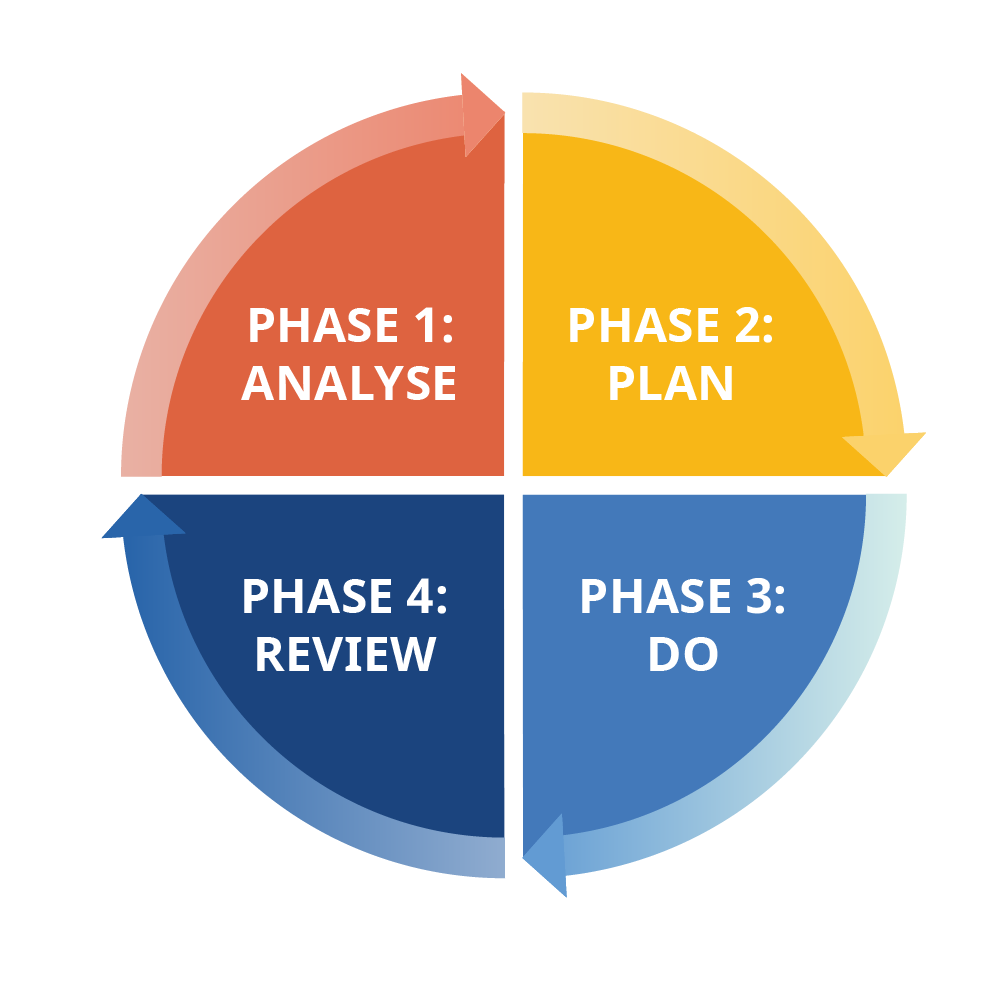 PHASE 1:
ANALYSE
PHASE 2:
PLAN
PHASE 3:
DO
PHASE 4:
REVIEW